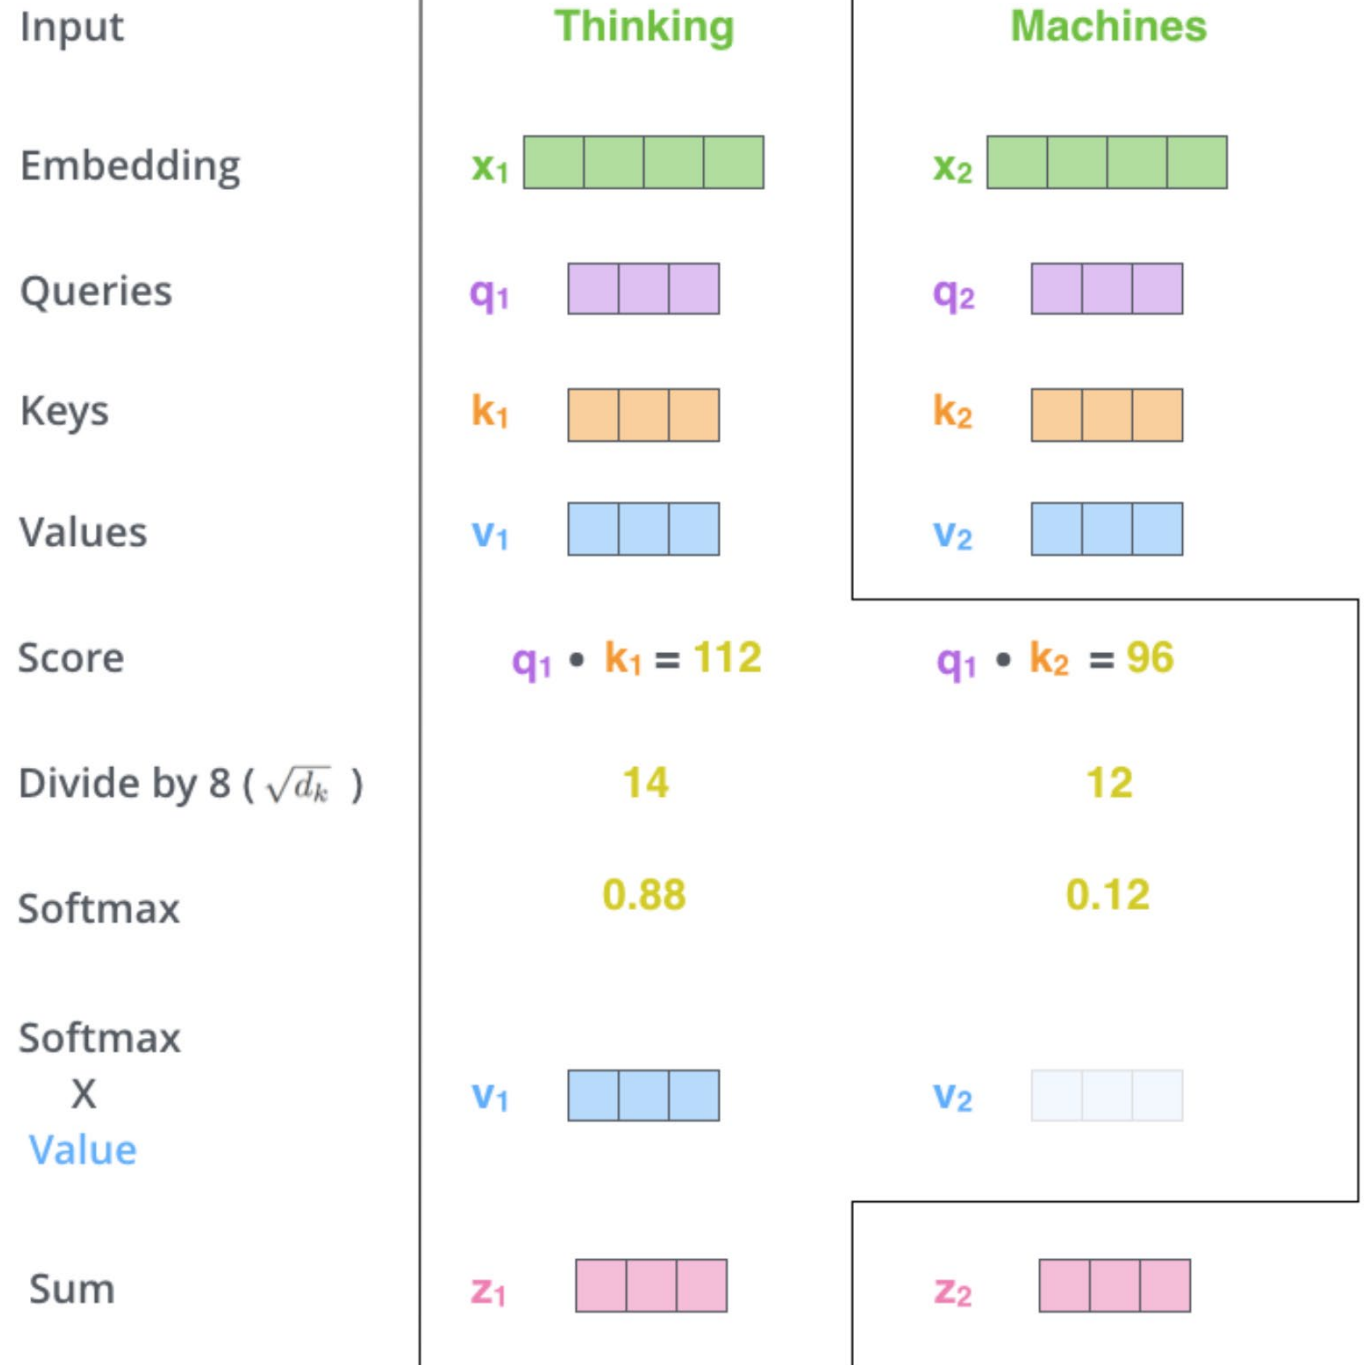 Input Thinking Machines
Embedding x₁ x₂
Queries q₁ q₂
Keys k₁ k₂
Values v₁ v₂
Score q₁ • k₁ = 112 q₁ • k₂ = 96
Divide by 8 ( √dₖ ) 14 12
Softmax 0.88 0.12
Softmax
X
Value v₁ v₂
Sum z₁ z₂